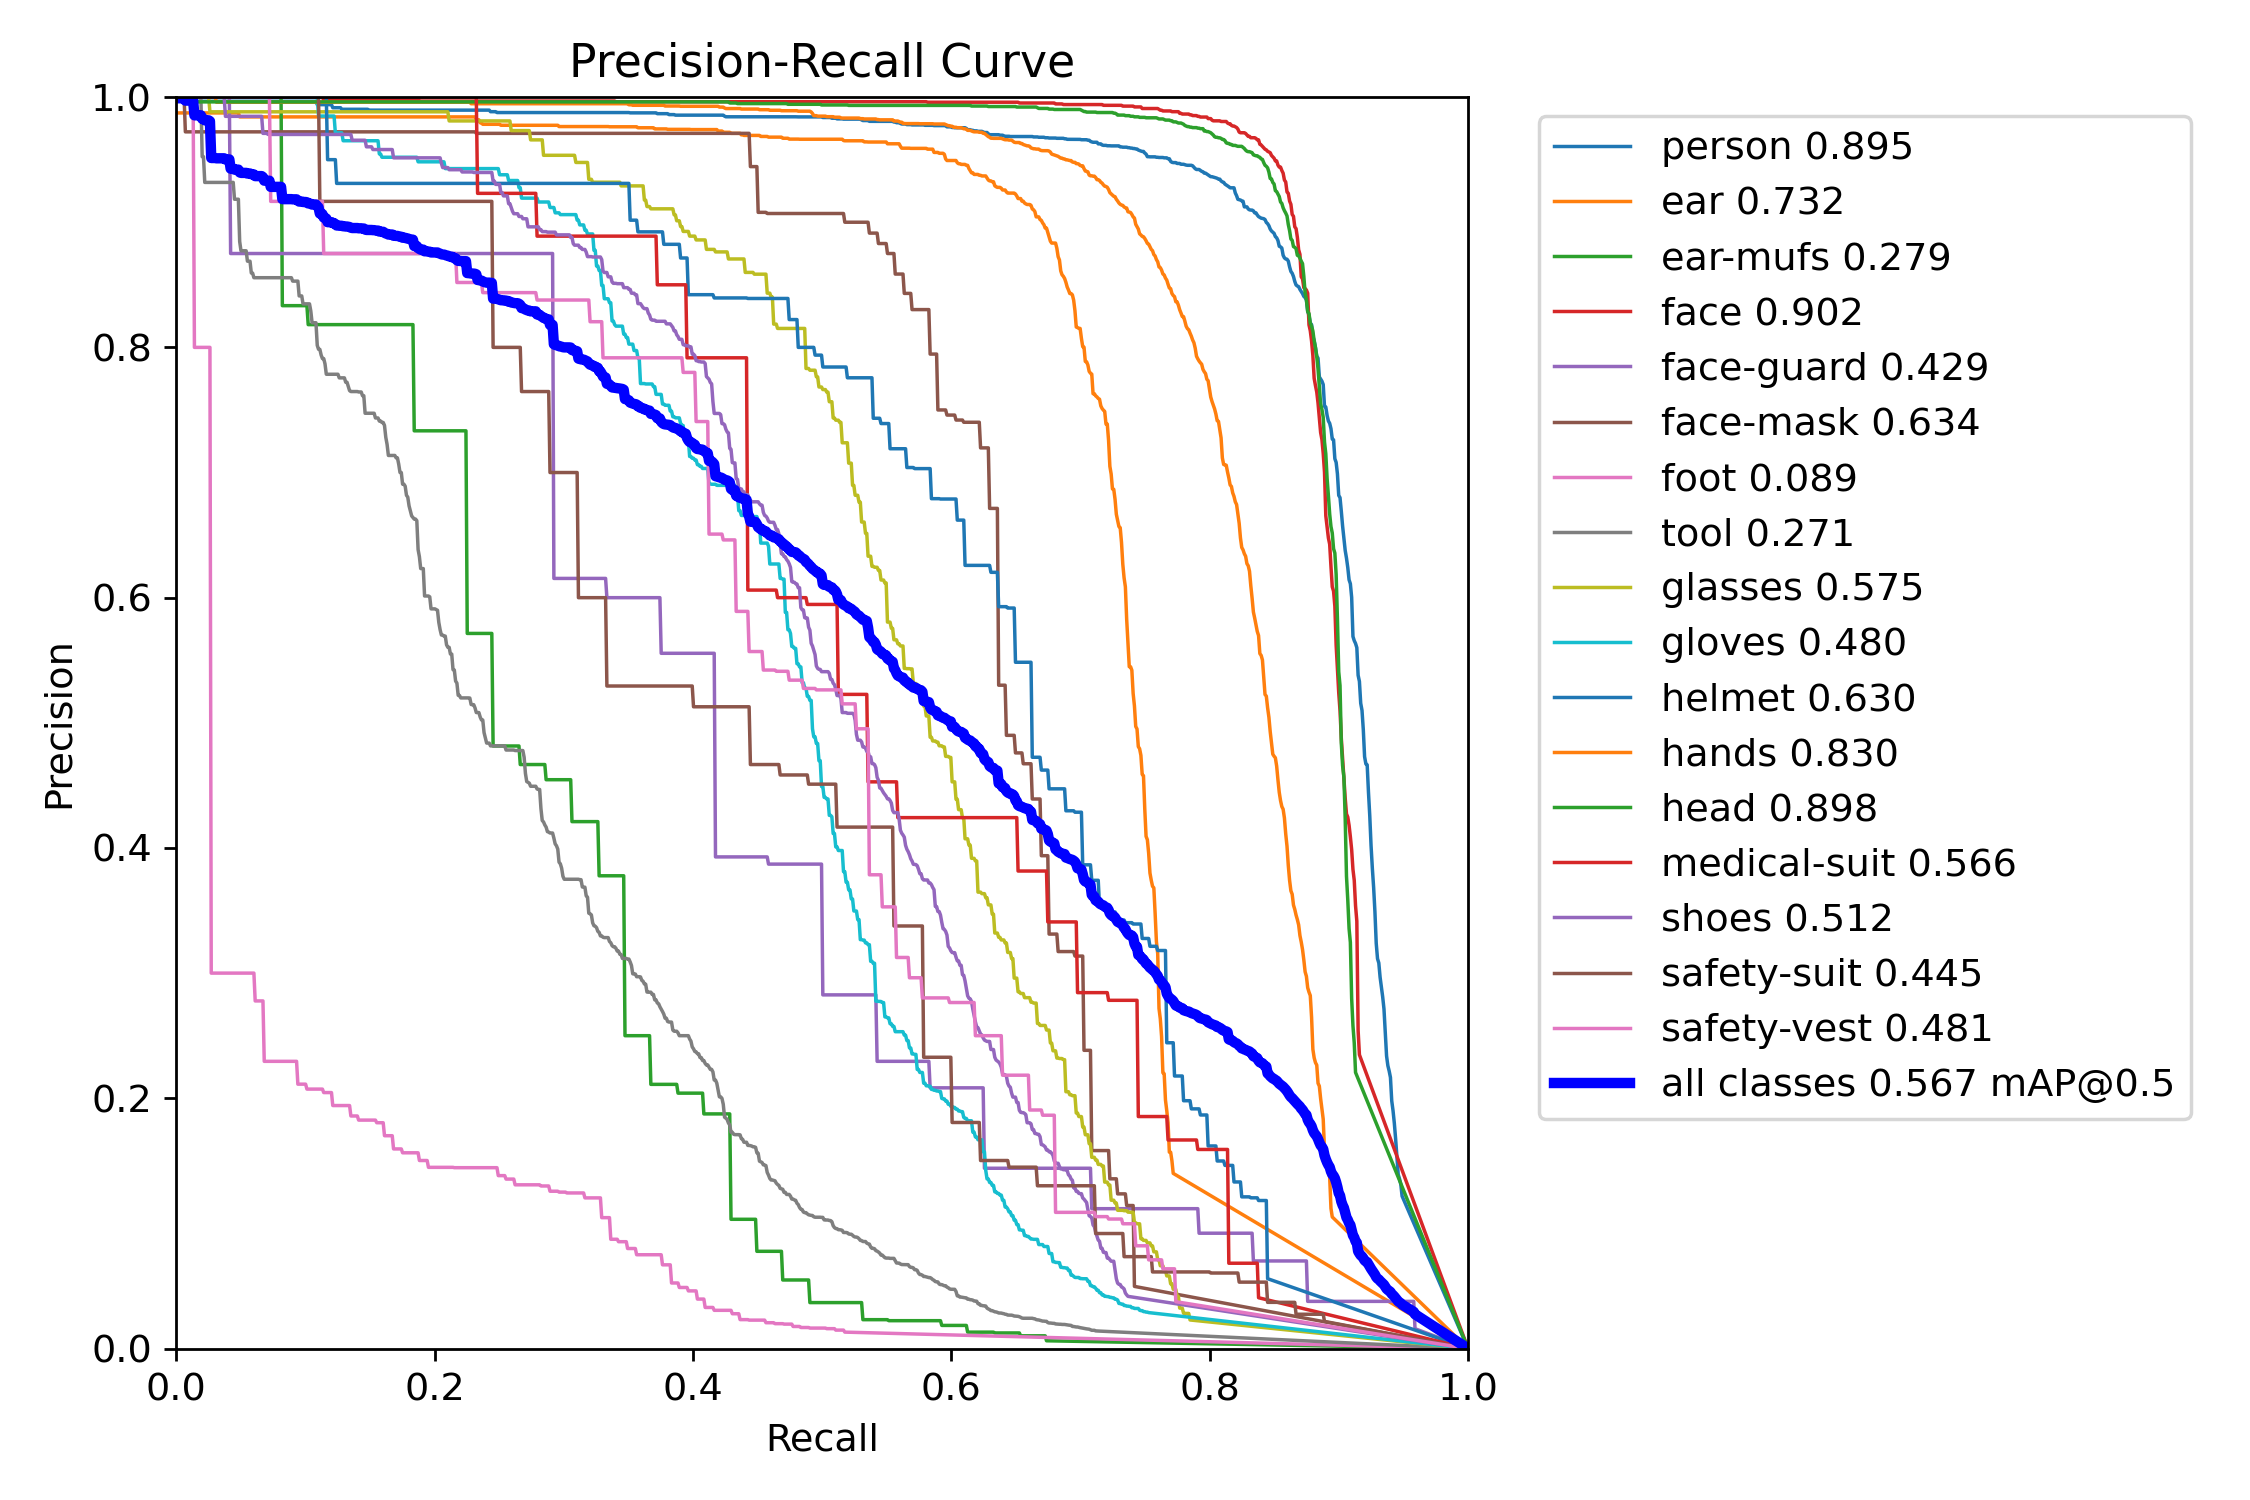 Precision-Recall Curve
1.0
0.8
0.6
0.4
0.2
0.0
Precision
0.0 0.2 0.4 0.6 0.8 1.0
Recall
person 0.895
ear 0.732
ear-mufs 0.279
face 0.902
face-guard 0.429
face-mask 0.634
foot 0.089
tool 0.271
glasses 0.575
gloves 0.480
helmet 0.630
hands 0.830
head 0.898
medical-suit 0.566
shoes 0.512
safety-suit 0.445
safety-vest 0.481
all classes 0.567 mAP@0.5